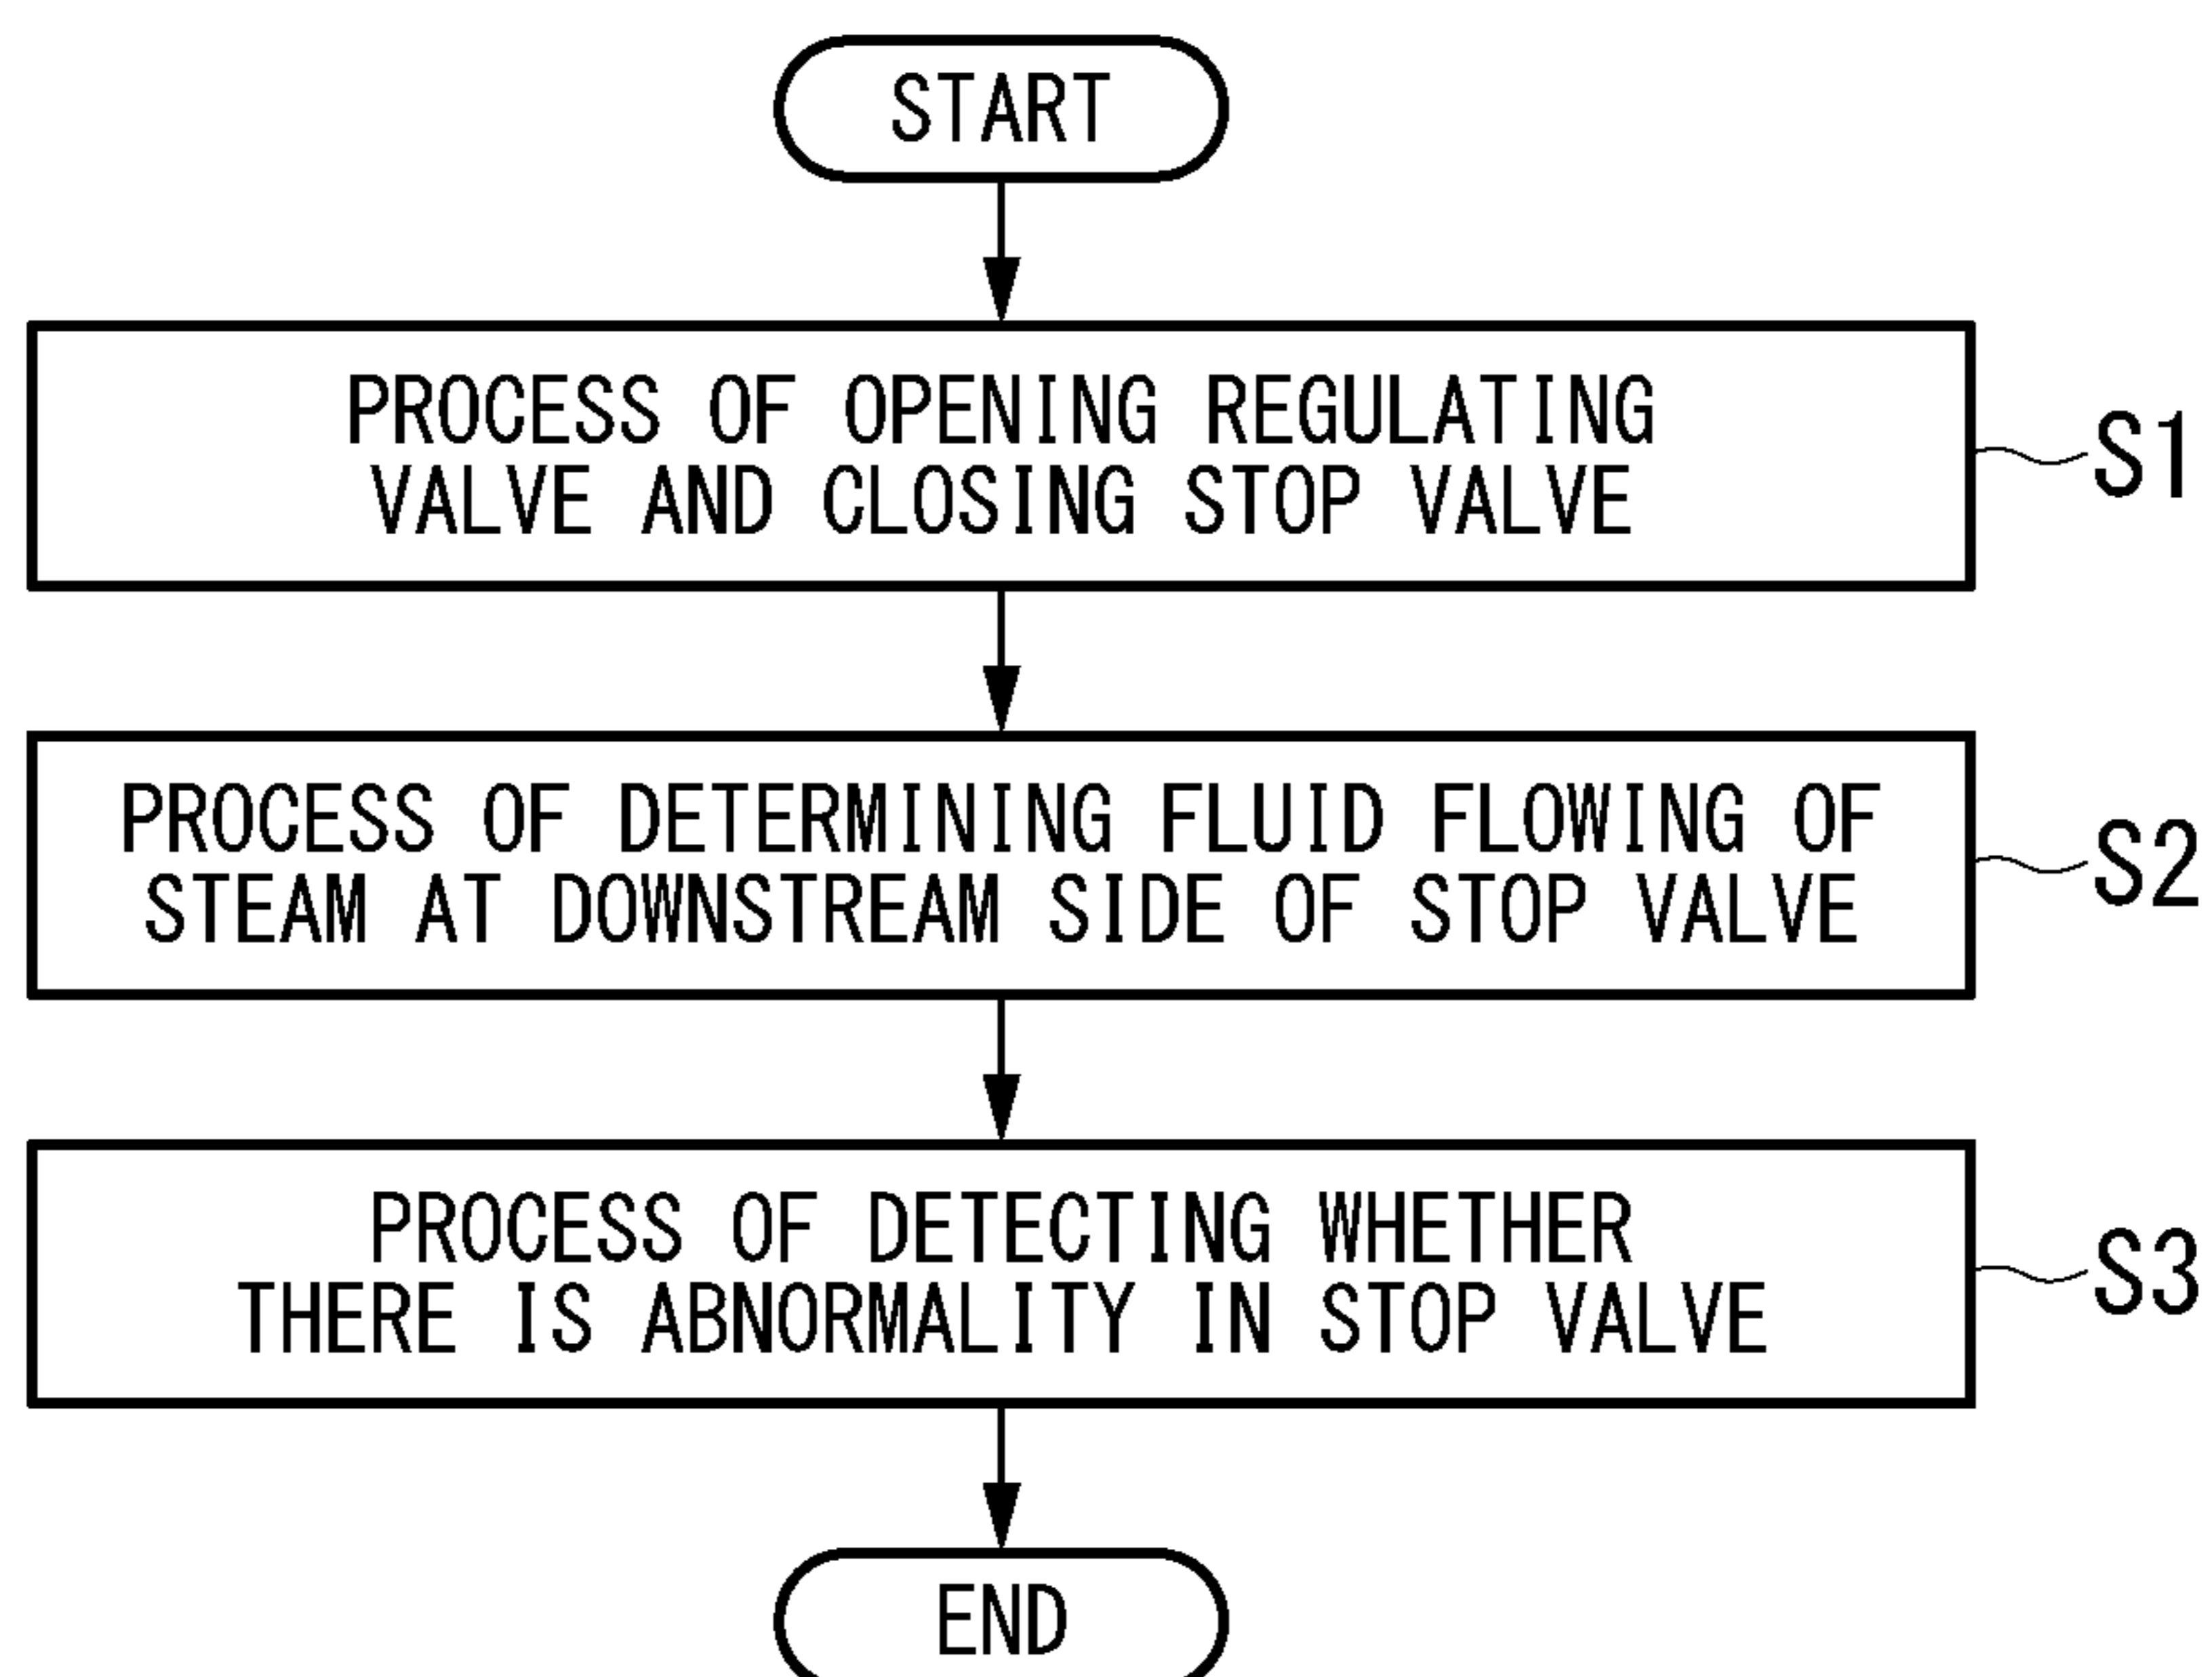 START
PROCESS OF OPENING REGULATING
VALVE AND CLOSING STOP VALVE
S1
PROCESS OF DETERMINING FLUID FLOWING OF
STEAM AT DOWNSTREAM SIDE OF STOP VALVE
S2
PROCESS OF DETECTING WHETHER
THERE IS ABNORMALITY IN STOP VALVE
S3
END